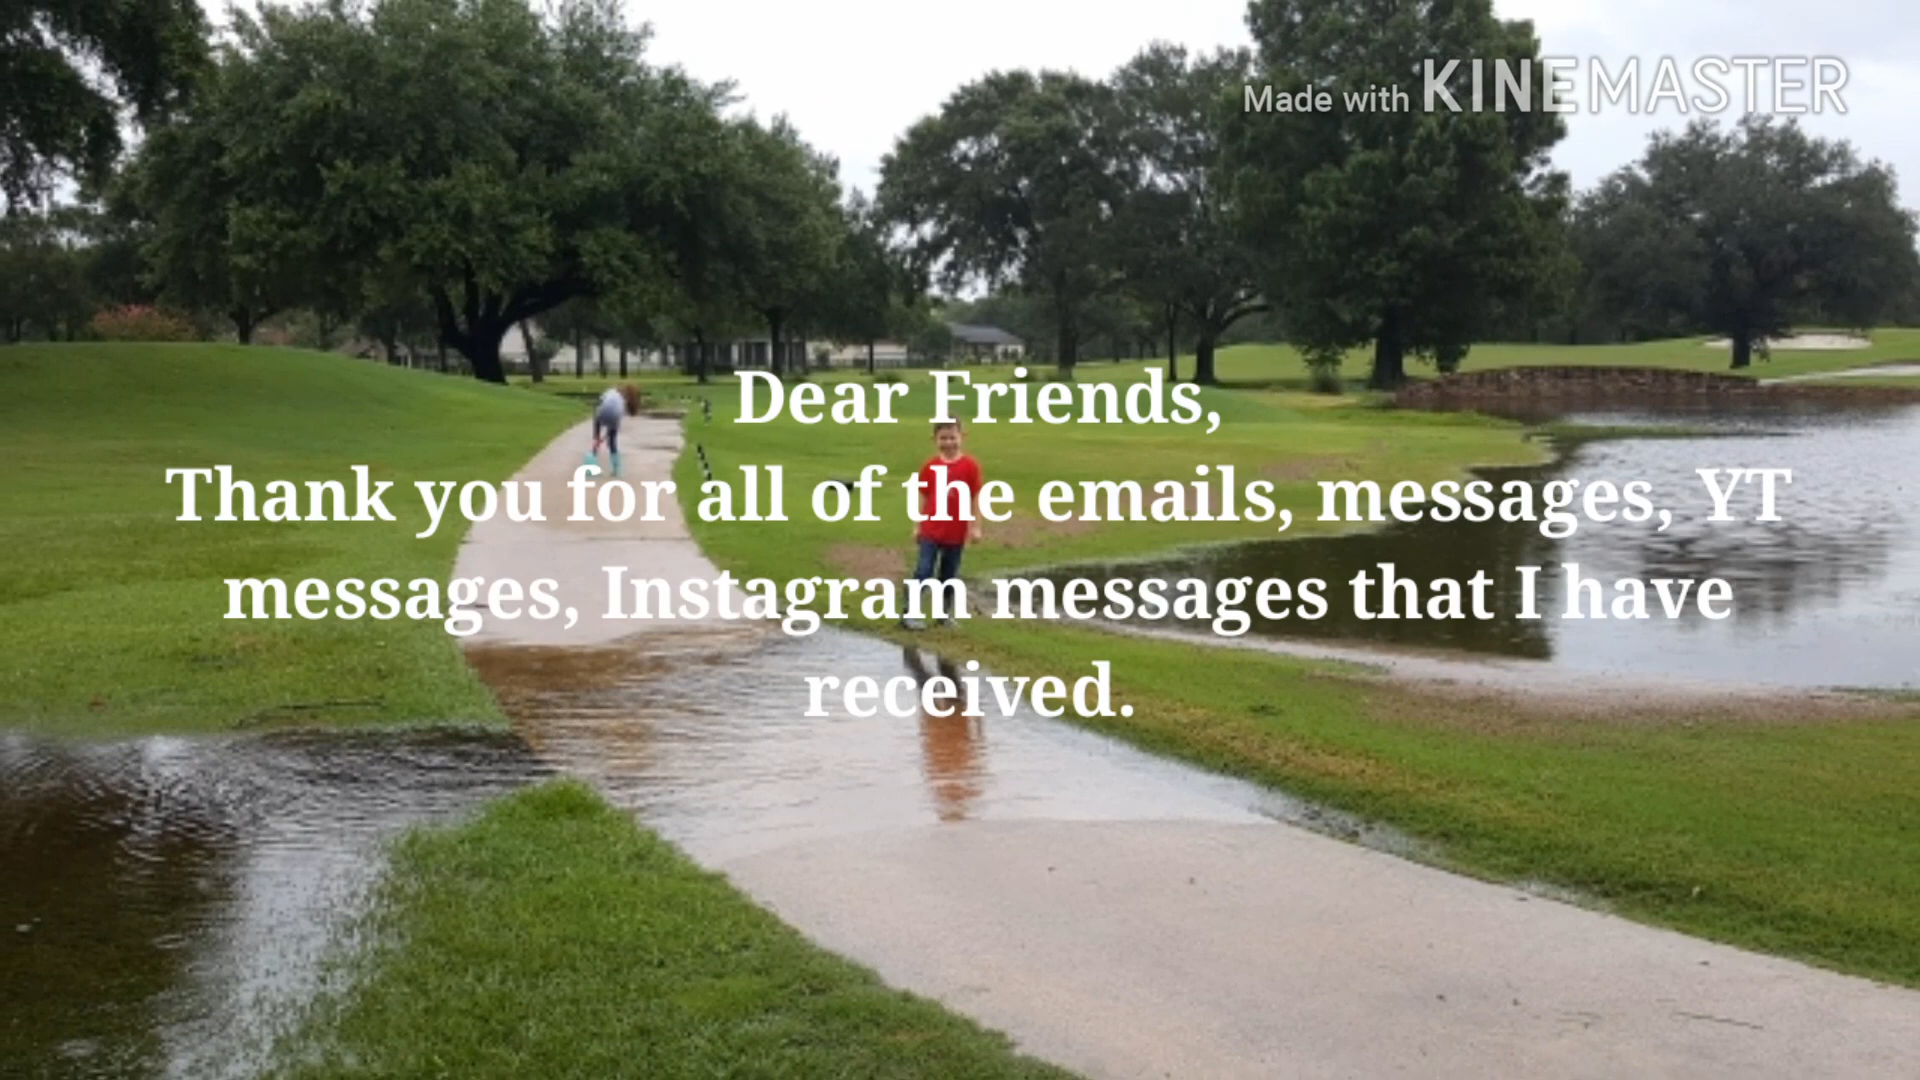 Made with KINEMASTER
Dear Friends,
Thank you for all of the emails, messages, YT
messages, Instagram messages that I have
received.